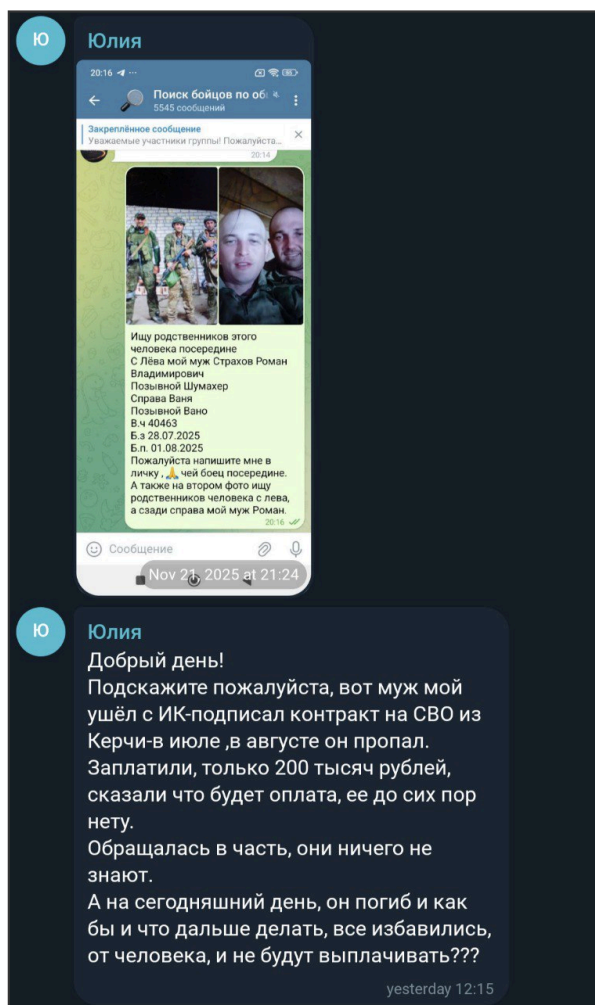 Ю
Юлия
20:16
Поиск бойцов по об
5545 сообщений
Закреплённое сообщение
Уважаемые участники группы! Пожалуйста...
20:14
Ищу родственников этого
человека посередине
С Лёва мой муж Страхов Роман
Владимирович
Позывной Шумахер
Справа Ваня
Позывной Вано
В.ч 40463
Б.з 28.07.2025
Б.п. 01.08.2025
Пожалуйста напишите мне в
личку , 🙏 чей боец посередине.
А также на втором фото ищу
родственников человека с лева,
а сзади справа мой муж Роман.
20:16
Сообщение
Nov 21, 2025 at 21:24
Ю
Юлия
Добрый день!
Подскажите пожалуйста, вот муж мой
ушёл с ИК-подписал контракт на СВО из
Керчи-в июле ,в августе он пропал.
Заплатили, только 200 тысяч рублей,
сказали что будет оплата, ее до сих пор
нету.
Обращалась в часть, они ничего не
знают.
А на сегодняшний день, он погиб и как
бы и что дальше делать, все избавились,
от человека, и не будут выплачивать???
yesterday 12:15